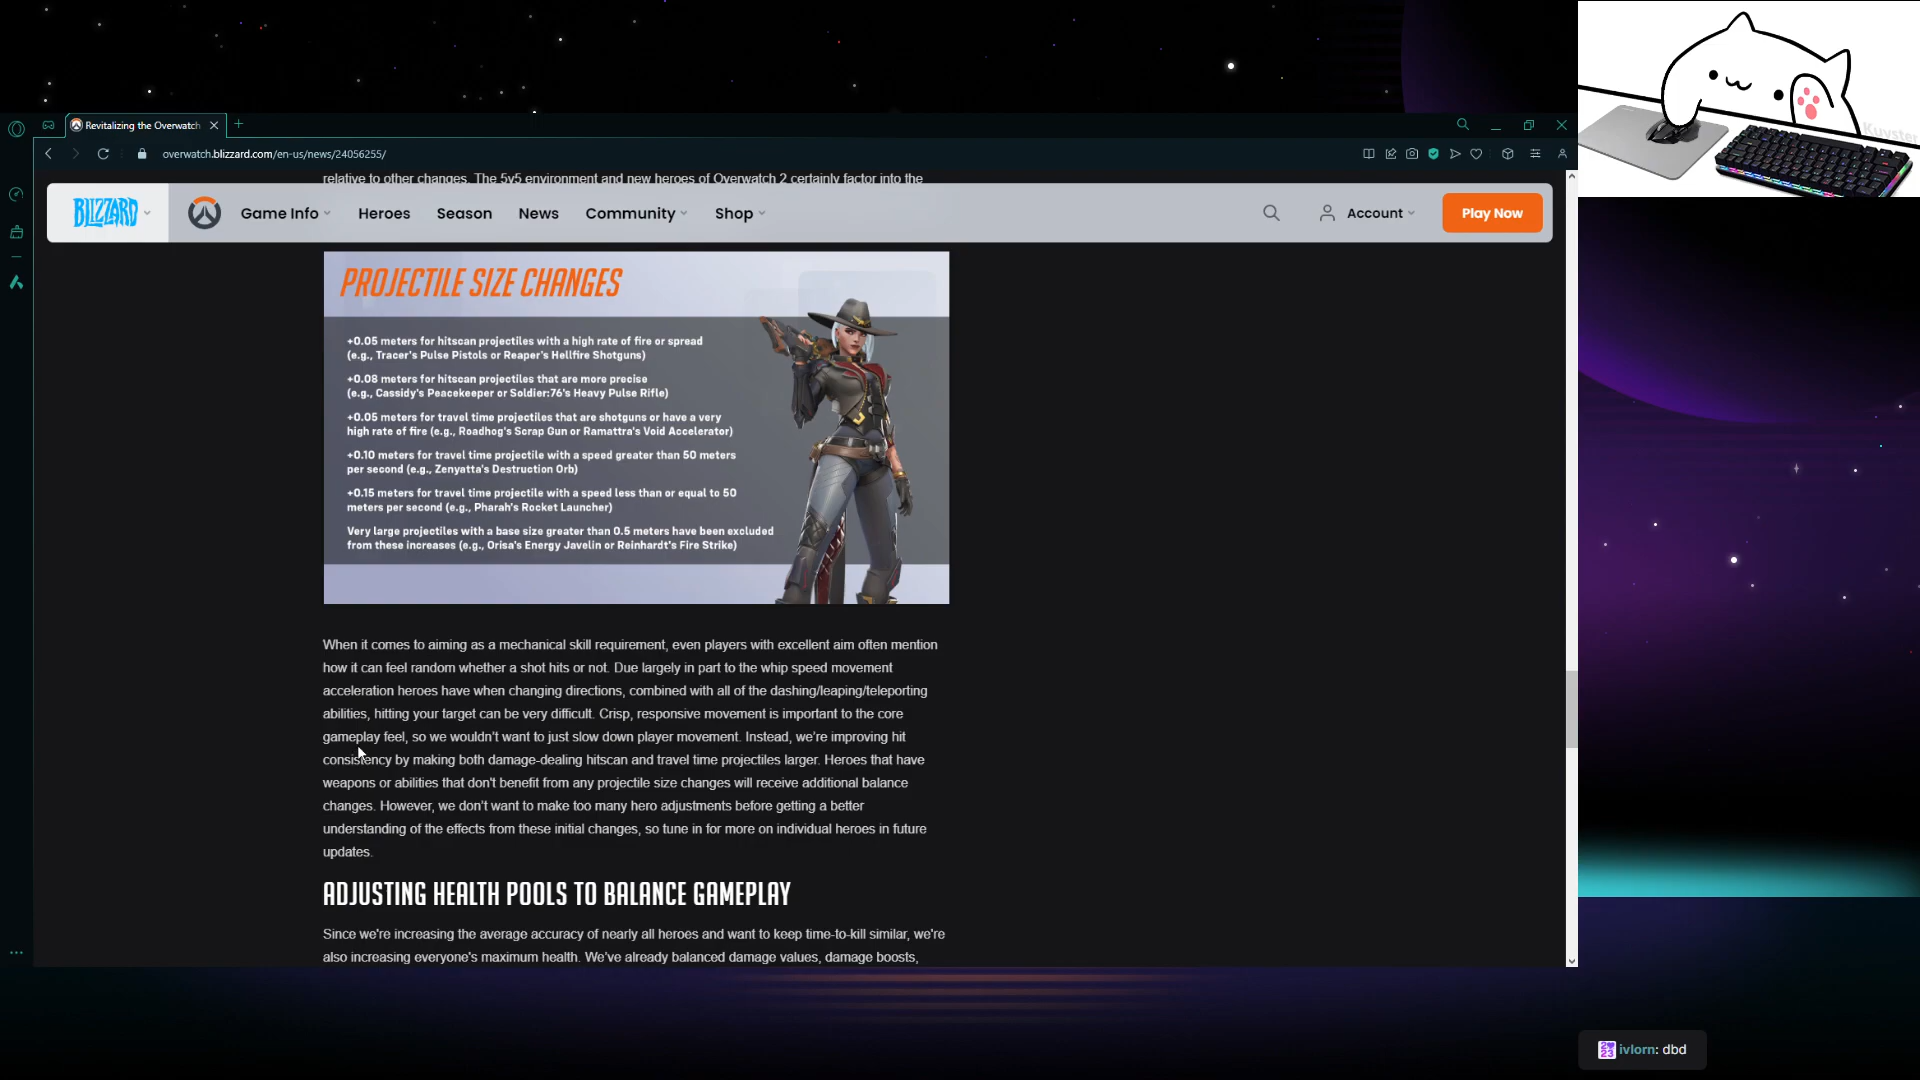 Kuvster
Revitalizing the Overwatch
overwatch.blizzard.com/en-us/news/24056255/
relative to other changes. The 5v5 environment and new heroes of Overwatch 2 certainly factor into the
BLIZZARD
Game Info
Heroes
Season
News
Community
Shop
Account
Play Now
PROJECTILE SIZE CHANGES
+0.05 meters for hitscan projectiles with a high rate of fire or spread
(e.g., Tracer's Pulse Pistols or Reaper's Hellfire Shotguns)
+0.08 meters for hitscan projectiles that are more precise
(e.g., Cassidy's Peacekeeper or Soldier:76's Heavy Pulse Rifle)
+0.05 meters for travel time projectiles that are shotguns or have a very
high rate of fire (e.g., Roadhog's Scrap Gun or Ramattra's Void Accelerator)
+0.10 meters for travel time projectile with a speed greater than 50 meters
per second (e.g., Zenyatta's Destruction Orb)
+0.15 meters for travel time projectile with a speed less than or equal to 50
meters per second (e.g., Pharah's Rocket Launcher)
Very large projectiles with a base size greater than 0.5 meters have been excluded
from these increases (e.g., Orisa's Energy Javelin or Reinhardt's Fire Strike)
When it comes to aiming as a mechanical skill requirement, even players with excellent aim often mention
how it can feel random whether a shot hits or not. Due largely in part to the whip speed movement
acceleration heroes have when changing directions, combined with all of the dashing/leaping/teleporting
abilities, hitting your target can be very difficult. Crisp, responsive movement is important to the core
gameplay feel, so we wouldn't want to just slow down player movement. Instead, we're improving hit
consistency by making both damage-dealing hitscan and travel time projectiles larger. Heroes that have
weapons or abilities that don't benefit from any projectile size changes will receive additional balance
changes. However, we don't want to make too many hero adjustments before getting a better
understanding of the effects from these initial changes, so tune in for more on individual heroes in future
updates.
ADJUSTING HEALTH POOLS TO BALANCE GAMEPLAY
Since we're increasing the average accuracy of nearly all heroes and want to keep time-to-kill similar, we're
also increasing everyone's maximum health. We've already balanced damage values, damage boosts,
ivlorn: dbd